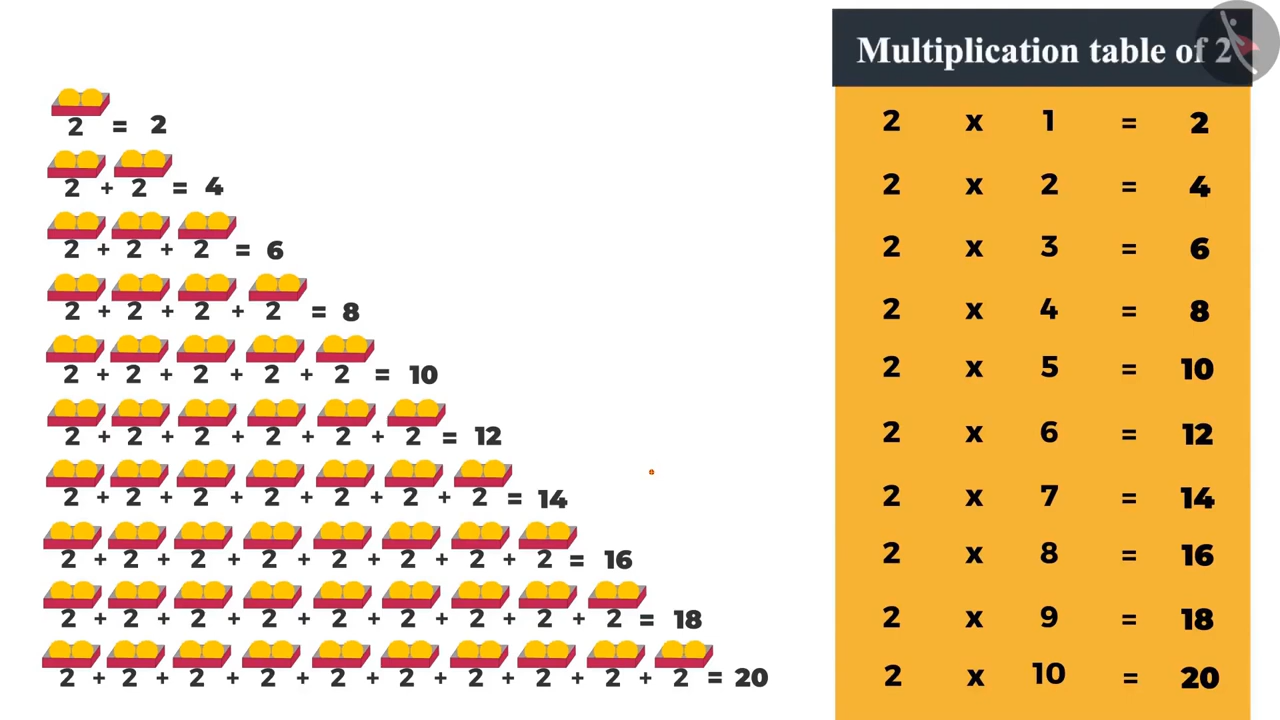 2 = 2
2 + 2 = 4
2 + 2 + 2 = 6
2 + 2 + 2 + 2 = 8
2 + 2 + 2 + 2 + 2 = 10
2 + 2 + 2 + 2 + 2 + 2 = 12
2 + 2 + 2 + 2 + 2 + 2 + 2 = 14
2 + 2 + 2 + 2 + 2 + 2 + 2 + 2 = 16
2 + 2 + 2 + 2 + 2 + 2 + 2 + 2 + 2 = 18
2 + 2 + 2 + 2 + 2 + 2 + 2 + 2 + 2 + 2 = 20
Multiplication table of 2
2 x 1 = 2
2 x 2 = 4
2 x 3 = 6
2 x 4 = 8
2 x 5 = 10
2 x 6 = 12
2 x 7 = 14
2 x 8 = 16
2 x 9 = 18
2 x 10 = 20